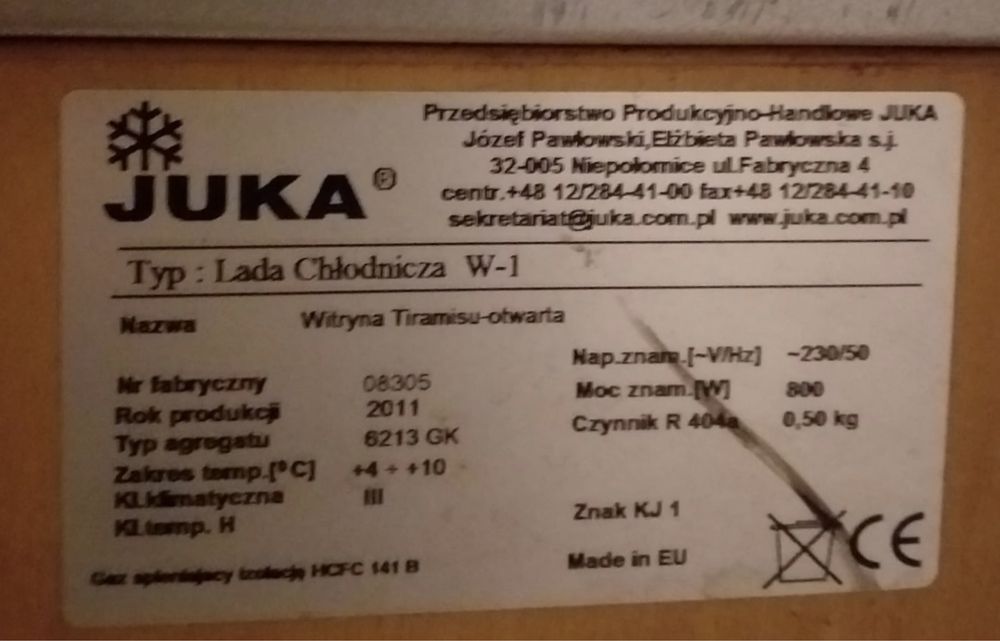 JUKA®
Przedsiębiorstwo Produkcyjno-Handlowe JUKA
Józef Pawłowski,Elżbieta Pawłowska s.j.
32-005 Niepołomice ul.Fabryczna 4
centr.+48 12/284-41-00 fax+48 12/284-41-10
sekretariat@juka.com.pl www.juka.com.pl
Typ : Lada Chłodnicza W-1
Nazwa Witryna Tiramisu-otwarta
Nap.znam.[~V/Hz] ~230/50
Nr fabryczny 08305
Moc znam.[W] 800
Rok produkcji 2011
Czynnik R 404a 0,50 kg
Typ agregatu 6213 GK
Zakres temp.[°C] +4 ÷ +10
Kl.klimatyczna III
Znak KJ 1
Kl.temp. H
Made in EU
CE
Gaz spieniający izolację HCFC 141 B